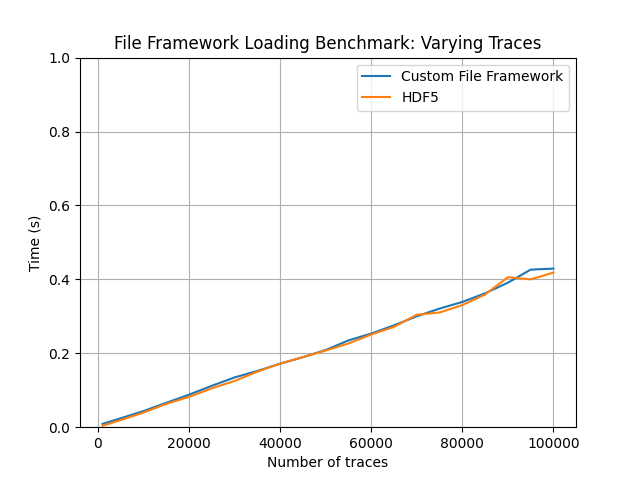 File Framework Loading Benchmark: Varying Traces
Custom File Framework
HDF5
1.0
0.8
0.6
0.4
0.2
0.0
Time (s)
0
20000
40000
60000
80000
100000
Number of traces